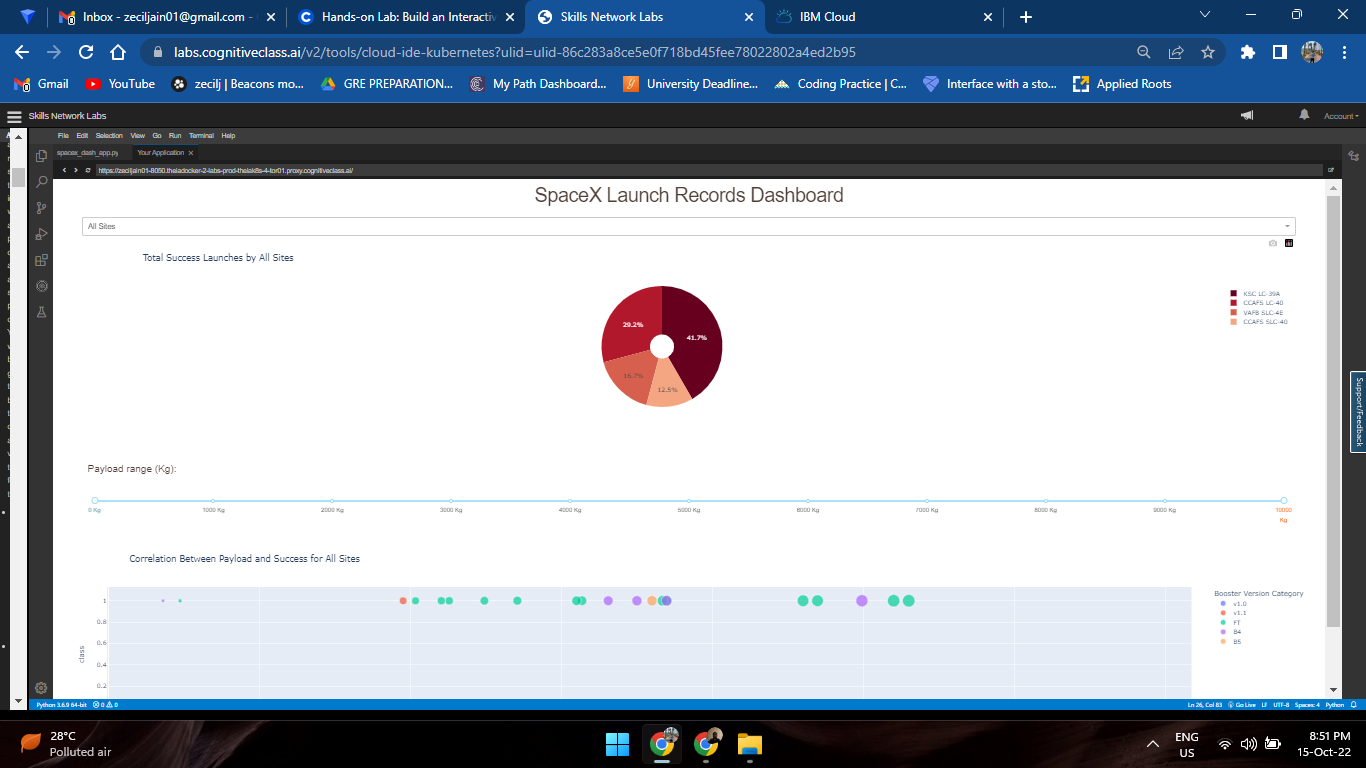 Inbox - zeciljain01@gmail.com -
Hands-on Lab: Build an Interactiv
Skills Network Labs
IBM Cloud
labs.cognitiveclass.ai/v2/tools/cloud-ide-kubernetes?ulid=ulid-86c283a8ce5e0f718bd45fee78022802a4ed2b95
Gmail
YouTube
zecilj | Beacons mo...
GRE PREPARATION...
My Path Dashboard...
University Deadline...
Coding Practice | C...
Interface with a sto...
Applied Roots
Skills Network Labs
Account
File Edit Selection View Go Run Terminal Help
spacex_dash_app.py
Your Application
https://zeciljain01-8050.theiadocker-2-labs-prod-theiak8s-4-tor01.proxy.cognitiveclass.ai/
SpaceX Launch Records Dashboard
All Sites
Total Success Launches by All Sites
KSC LC-39A
CCAFS LC-40
VAFB SLC-4E
CCAFS SLC-40
29.2%
41.7%
16.7%
12.5%
Support/Feedback
Payload range (Kg):
0 Kg
1000 Kg
2000 Kg
3000 Kg
4000 Kg
5000 Kg
6000 Kg
7000 Kg
8000 Kg
9000 Kg
10000
Kg
Correlation Between Payload and Success for All Sites
Booster Version Category
v1.0
v1.1
FT
B4
B5
1
0.8
0.6
0.4
0.2
class
Python 3.6.9 64-bit
0
0
Ln 26, Col 83
Go Live
LF
UTF-8
Spaces: 4
Python
28°C
Polluted air
ENG
US
8:51 PM
15-Oct-22